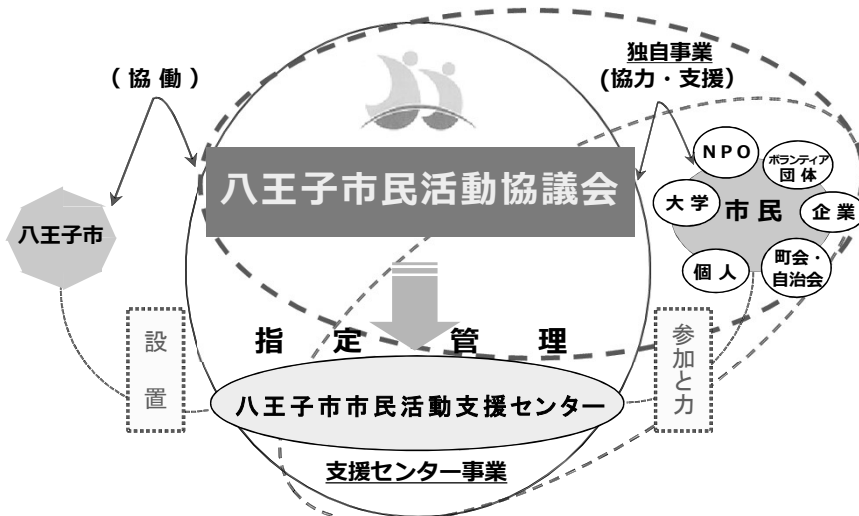 (協働)
独自事業
(協力・支援)
八王子市民活動協議会
八王子市
NPO
ボランティア
団体
大学
市民
企業
個人
町会・
自治会
設置
指定管理
参加と力
八王子市市民活動支援センター
支援センター事業